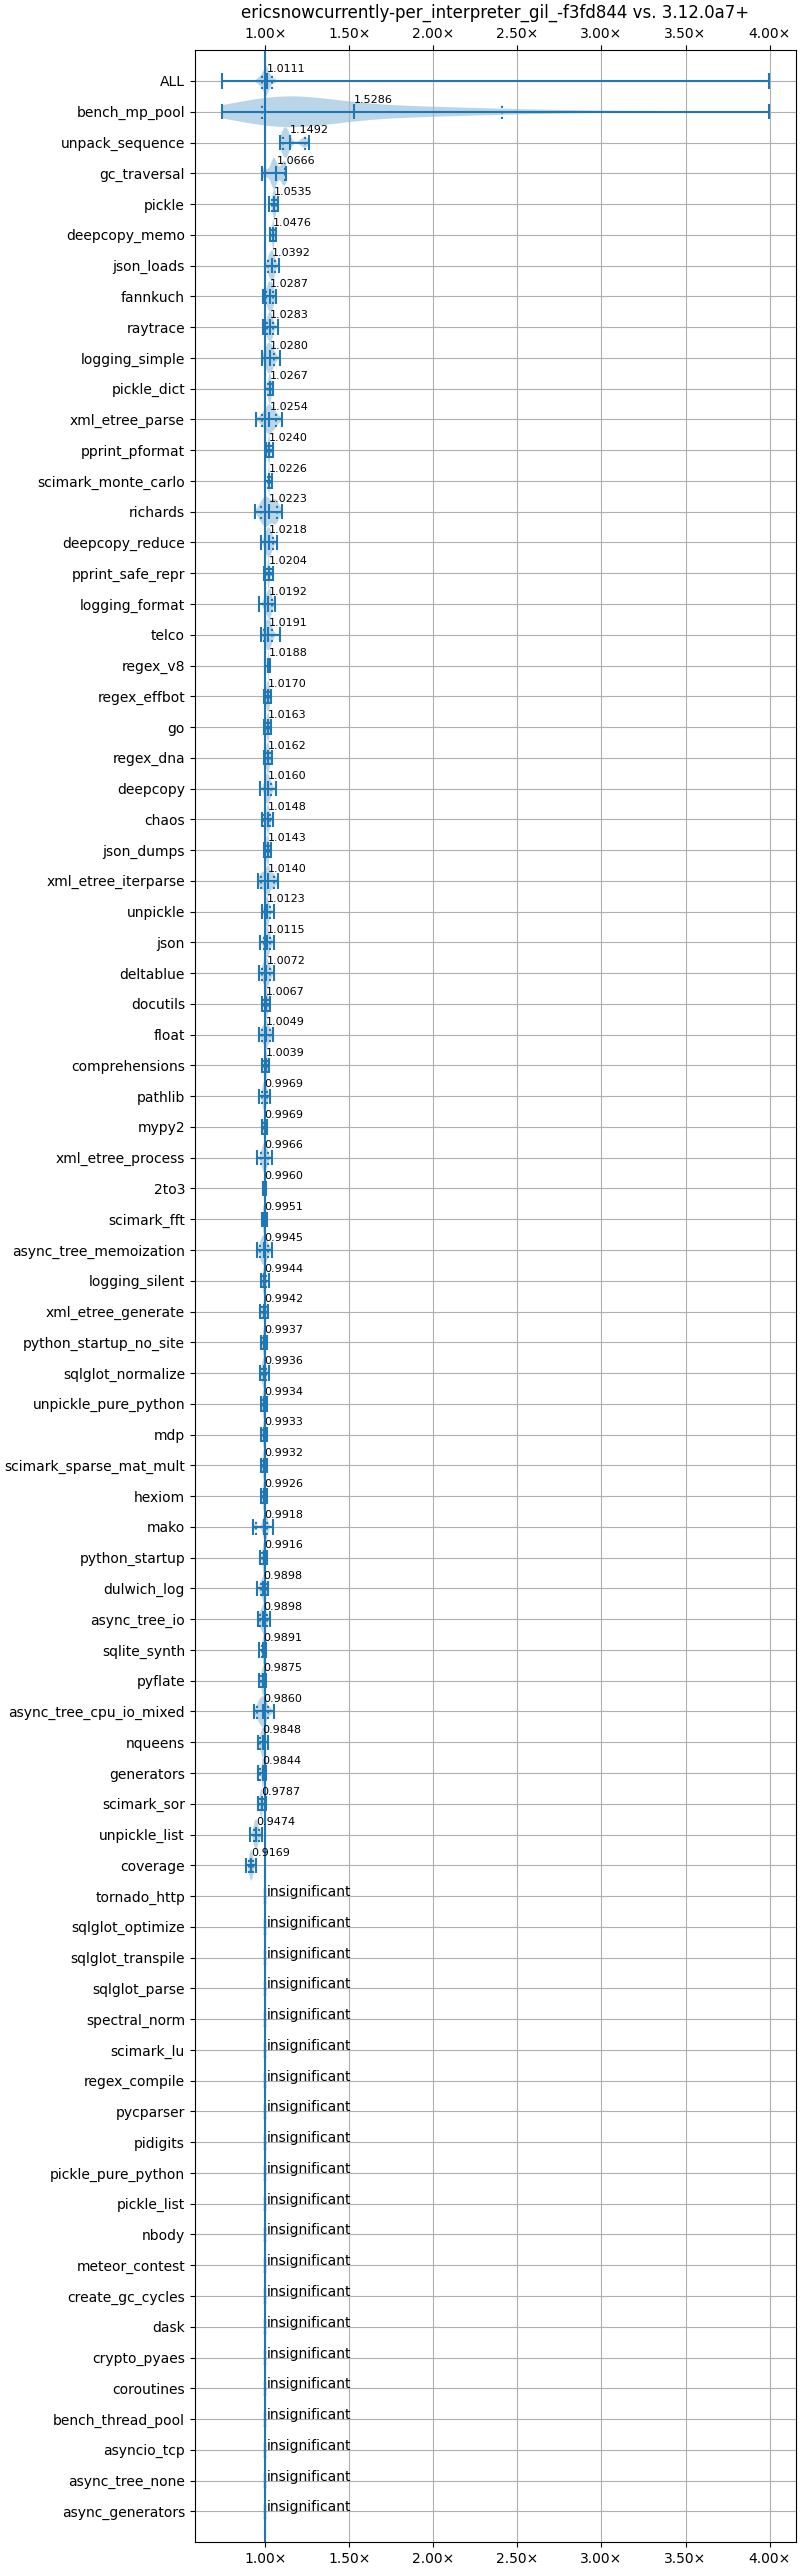 ericsnowcurrently-per_interpreter_gil_-f3fd844 vs. 3.12.0a7+
1.00× 1.50× 2.00× 2.50× 3.00× 3.50× 4.00×
ALL 1.0111
bench_mp_pool 1.5286
unpack_sequence 1.1492
gc_traversal 1.0666
pickle 1.0535
deepcopy_memo 1.0476
json_loads 1.0392
fannkuch 1.0287
raytrace 1.0283
logging_simple 1.0280
pickle_dict 1.0267
xml_etree_parse 1.0254
pprint_pformat 1.0240
scimark_monte_carlo 1.0226
richards 1.0223
deepcopy_reduce 1.0218
pprint_safe_repr 1.0204
logging_format 1.0192
telco 1.0191
regex_v8 1.0188
regex_effbot 1.0170
go 1.0163
regex_dna 1.0162
deepcopy 1.0160
chaos 1.0148
json_dumps 1.0143
xml_etree_iterparse 1.0140
unpickle 1.0123
json 1.0115
deltablue 1.0072
docutils 1.0067
float 1.0049
comprehensions 1.0039
pathlib 0.9969
mypy2 0.9969
xml_etree_process 0.9966
2to3 0.9960
scimark_fft 0.9951
async_tree_memoization 0.9945
logging_silent 0.9944
xml_etree_generate 0.9942
python_startup_no_site 0.9937
sqlglot_normalize 0.9936
unpickle_pure_python 0.9934
mdp 0.9933
scimark_sparse_mat_mult 0.9932
hexiom 0.9926
mako 0.9918
python_startup 0.9916
dulwich_log 0.9898
async_tree_io 0.9898
sqlite_synth 0.9891
pyflate 0.9875
async_tree_cpu_io_mixed 0.9860
nqueens 0.9848
generators 0.9844
scimark_sor 0.9787
unpickle_list 0.9474
coverage 0.9169
tornado_http insignificant
sqlglot_optimize insignificant
sqlglot_transpile insignificant
sqlglot_parse insignificant
spectral_norm insignificant
scimark_lu insignificant
regex_compile insignificant
pycparser insignificant
pidigits insignificant
pickle_pure_python insignificant
pickle_list insignificant
nbody insignificant
meteor_contest insignificant
create_gc_cycles insignificant
dask insignificant
crypto_pyaes insignificant
coroutines insignificant
bench_thread_pool insignificant
asyncio_tcp insignificant
async_tree_none insignificant
async_generators insignificant
1.00× 1.50× 2.00× 2.50× 3.00× 3.50× 4.00×